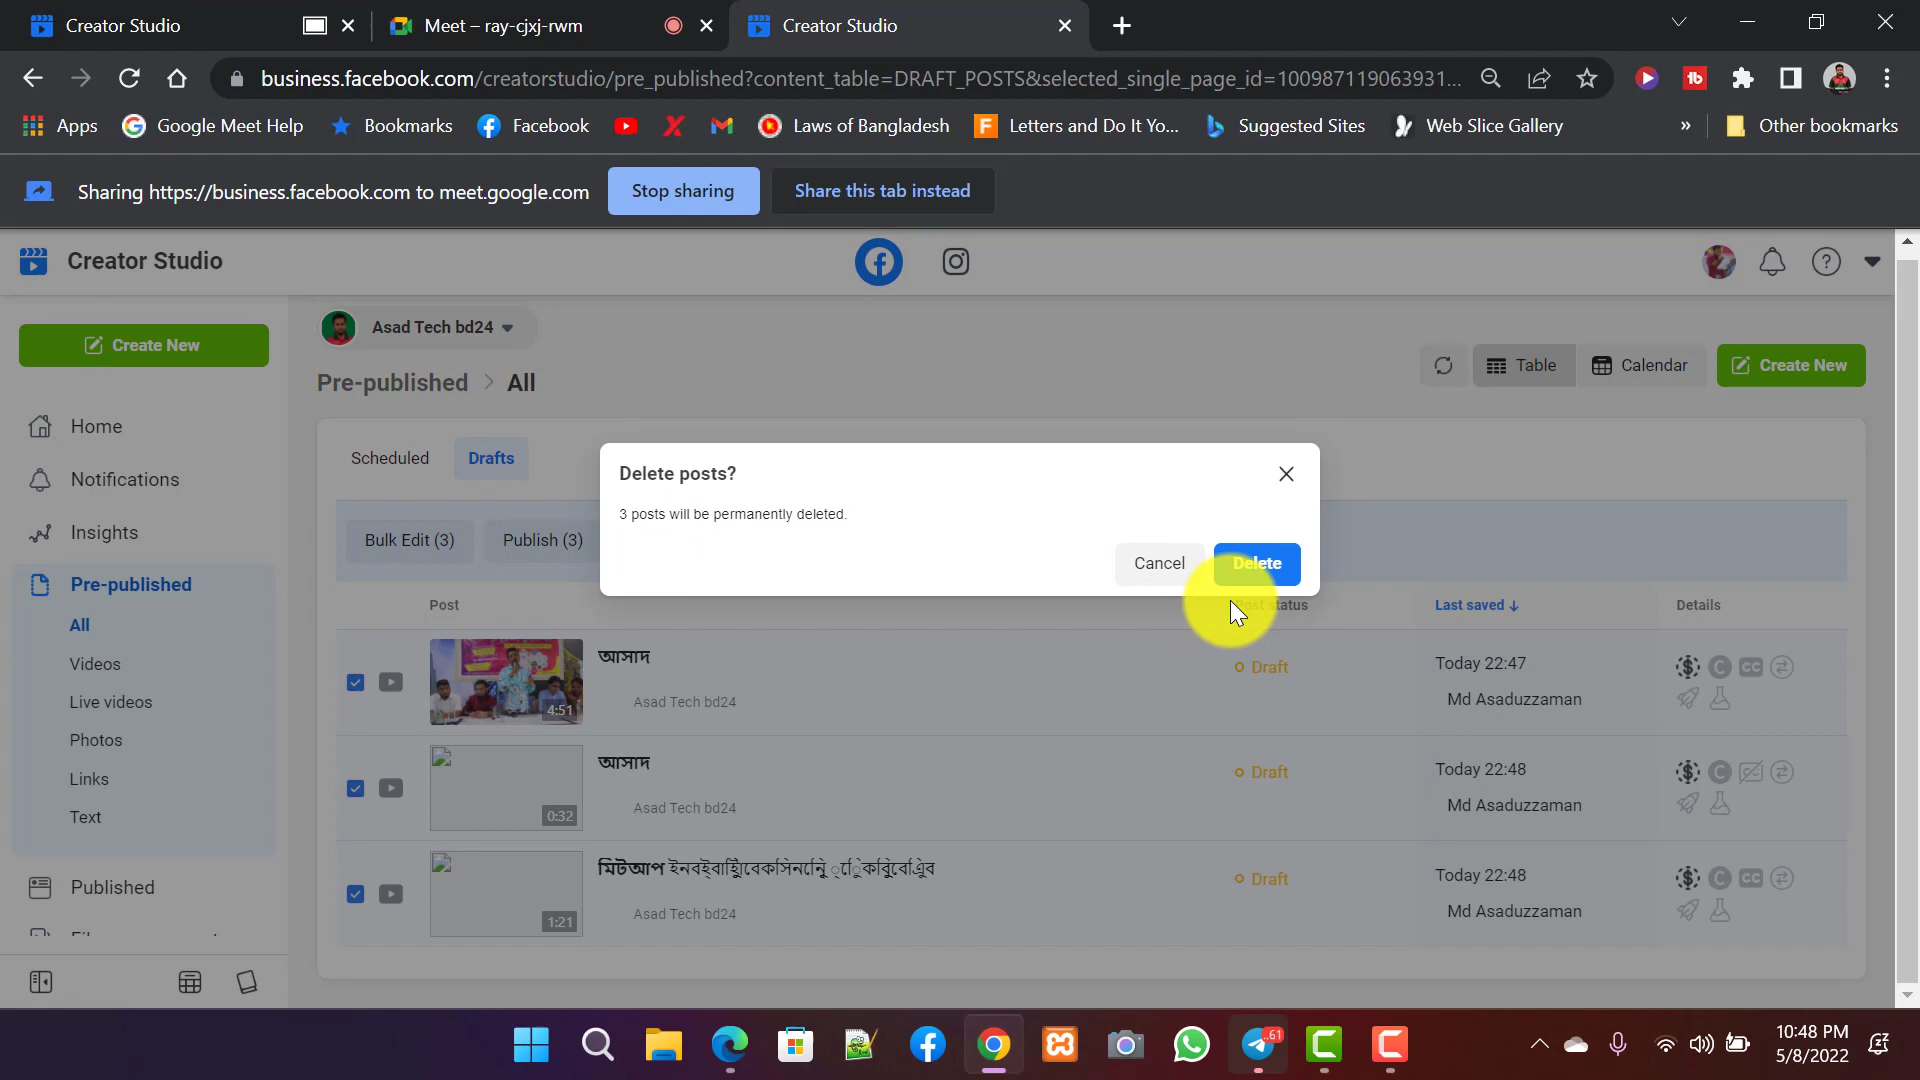 Creator Studio
Meet – ray-cjxj-rwm
Creator Studio
business.facebook.com/creatorstudio/pre_published?content_table=DRAFT_POSTS&selected_single_page_id=100987119063931...
Apps
Google Meet Help
Bookmarks
Facebook
Laws of Bangladesh
Letters and Do It Yo...
Suggested Sites
Web Slice Gallery
»
Other bookmarks
Sharing https://business.facebook.com to meet.google.com
Stop sharing
Share this tab instead
Creator Studio
Create New
Asad Tech bd24
Pre-published > All
Table
Calendar
Create New
Home
Notifications
Insights
Pre-published
All
Videos
Live videos
Photos
Links
Text
Published
Scheduled
Drafts
Bulk Edit (3)
Publish (3)
Delete posts?
3 posts will be permanently deleted.
Cancel
Delete
Post
Post status
Last saved ↓
Details
আসাদ
Asad Tech bd24
4:51
Draft
Today 22:47
Md Asaduzzaman
আসাদ
Asad Tech bd24
0:32
Draft
Today 22:48
Md Asaduzzaman
মিটআপ
Asad Tech bd24
1:21
Draft
Today 22:48
Md Asaduzzaman
61
10:48 PM
5/8/2022